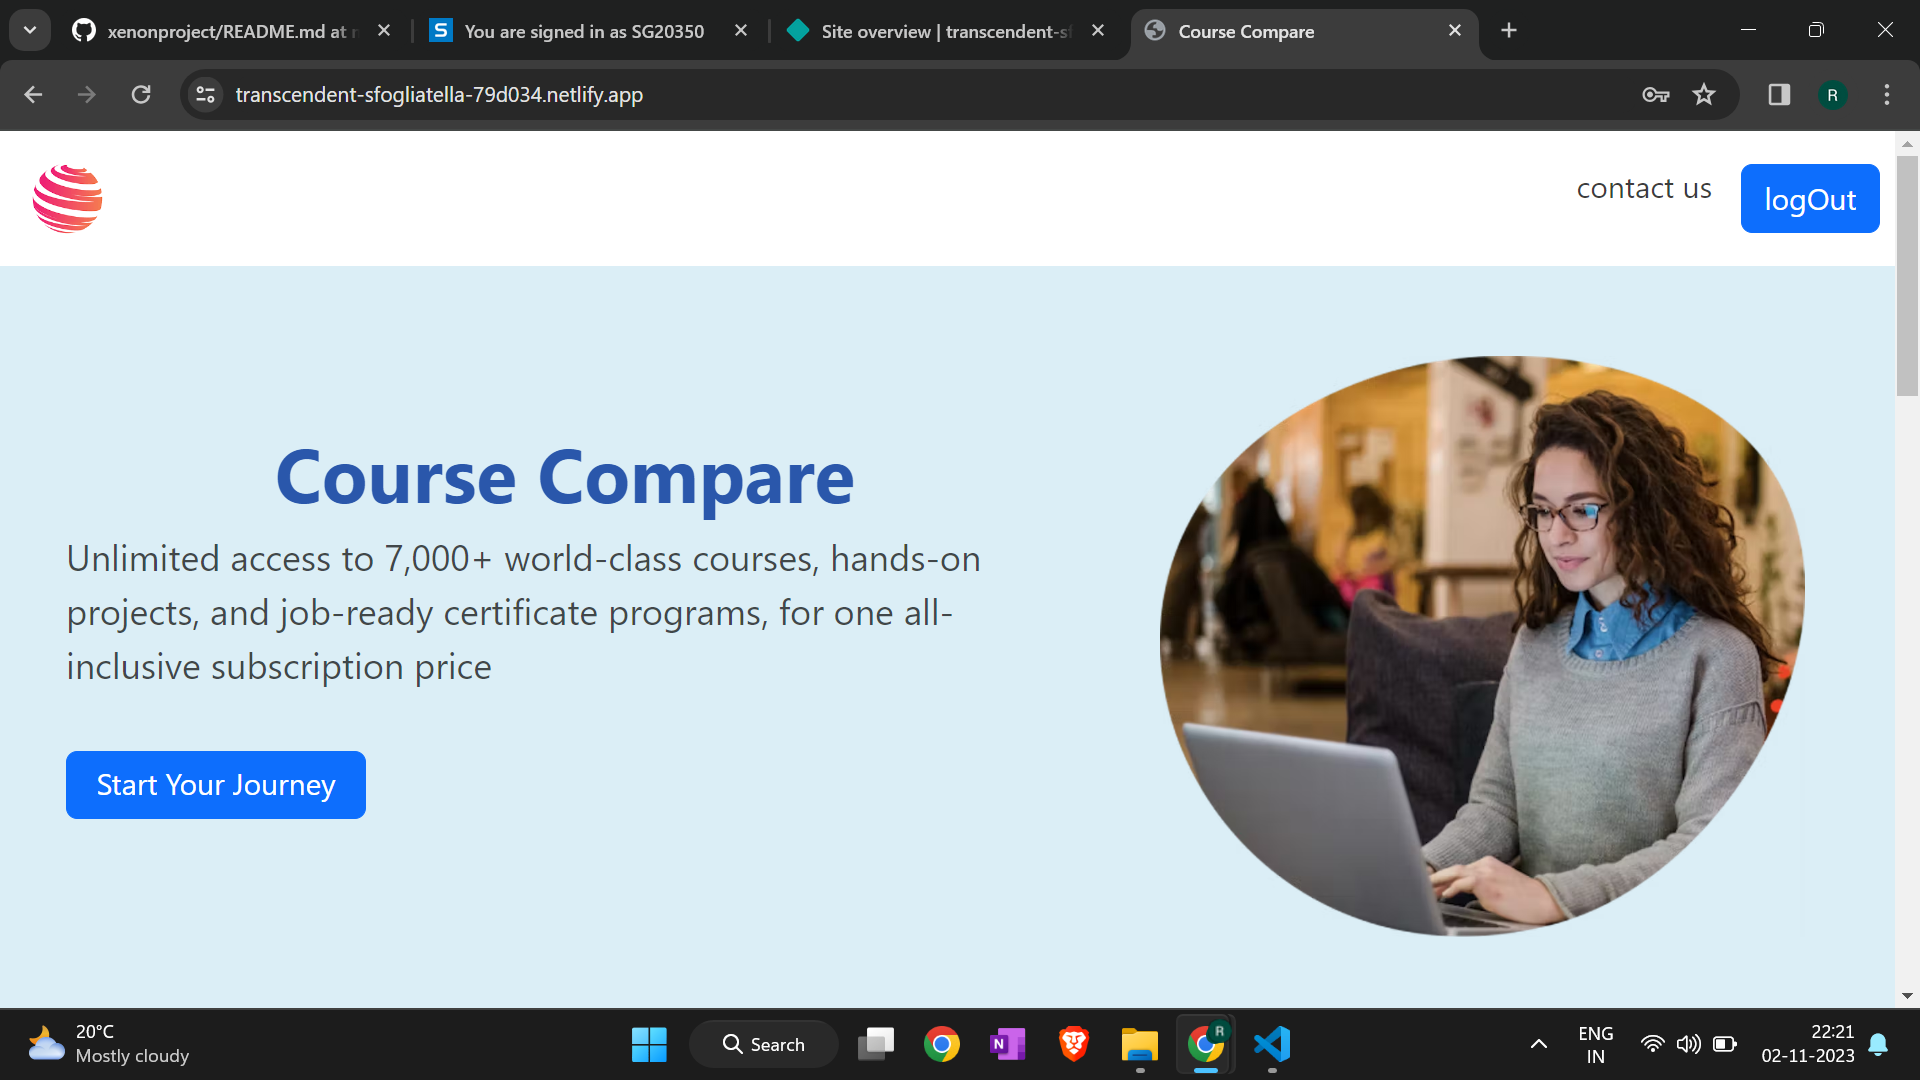 xenonproject/README.md at
You are signed in as SG20350
Site overview | transcendent-sf
Course Compare
transcendent-sfogliatella-79d034.netlify.app
R
contact us
logOut
Course Compare
Unlimited access to 7,000+ world-class courses, hands-on
projects, and job-ready certificate programs, for one all-
inclusive subscription price
Start Your Journey
20°C
Mostly cloudy
Search
R
ENG
IN
22:21
02-11-2023